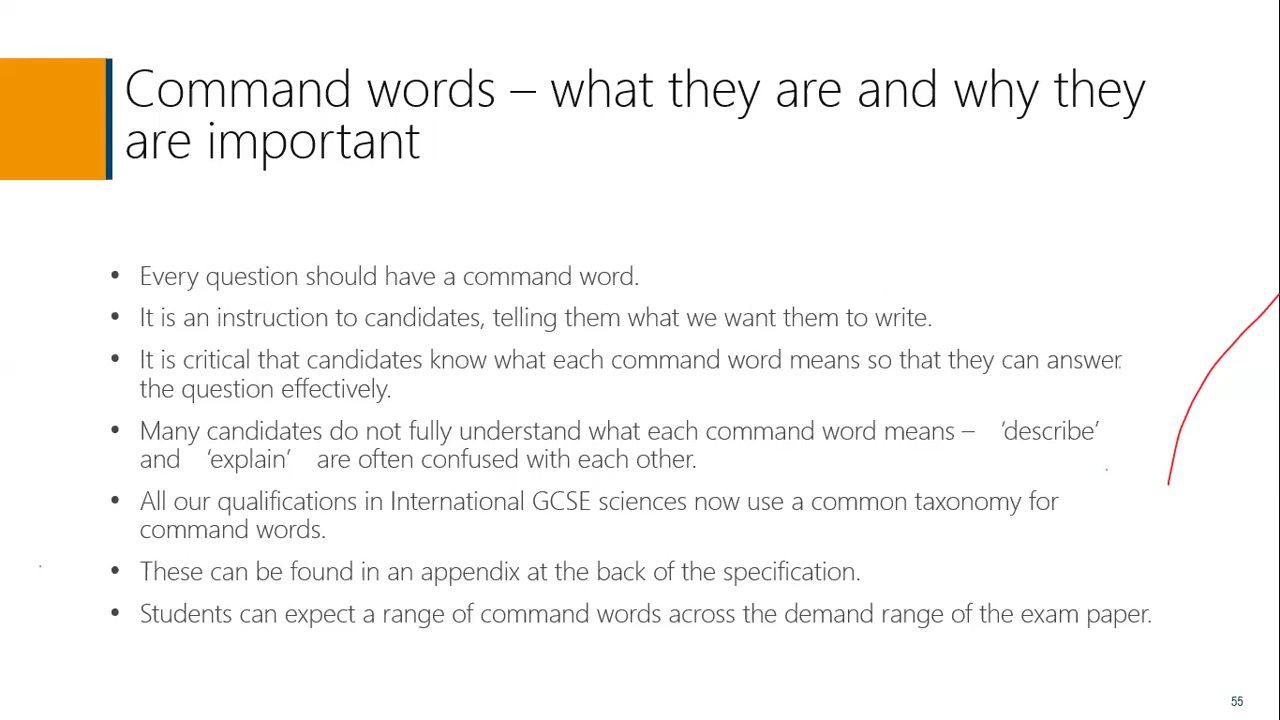 Command words – what they are and why they
are important
• Every question should have a command word.
• It is an instruction to candidates, telling them what we want them to write.
• It is critical that candidates know what each command word means so that they can answer
the question effectively.
• Many candidates do not fully understand what each command word means – ‘describe’
and ‘explain’ are often confused with each other.
• All our qualifications in International GCSE sciences now use a common taxonomy for
command words.
• These can be found in an appendix at the back of the specification.
• Students can expect a range of command words across the demand range of the exam paper.
55